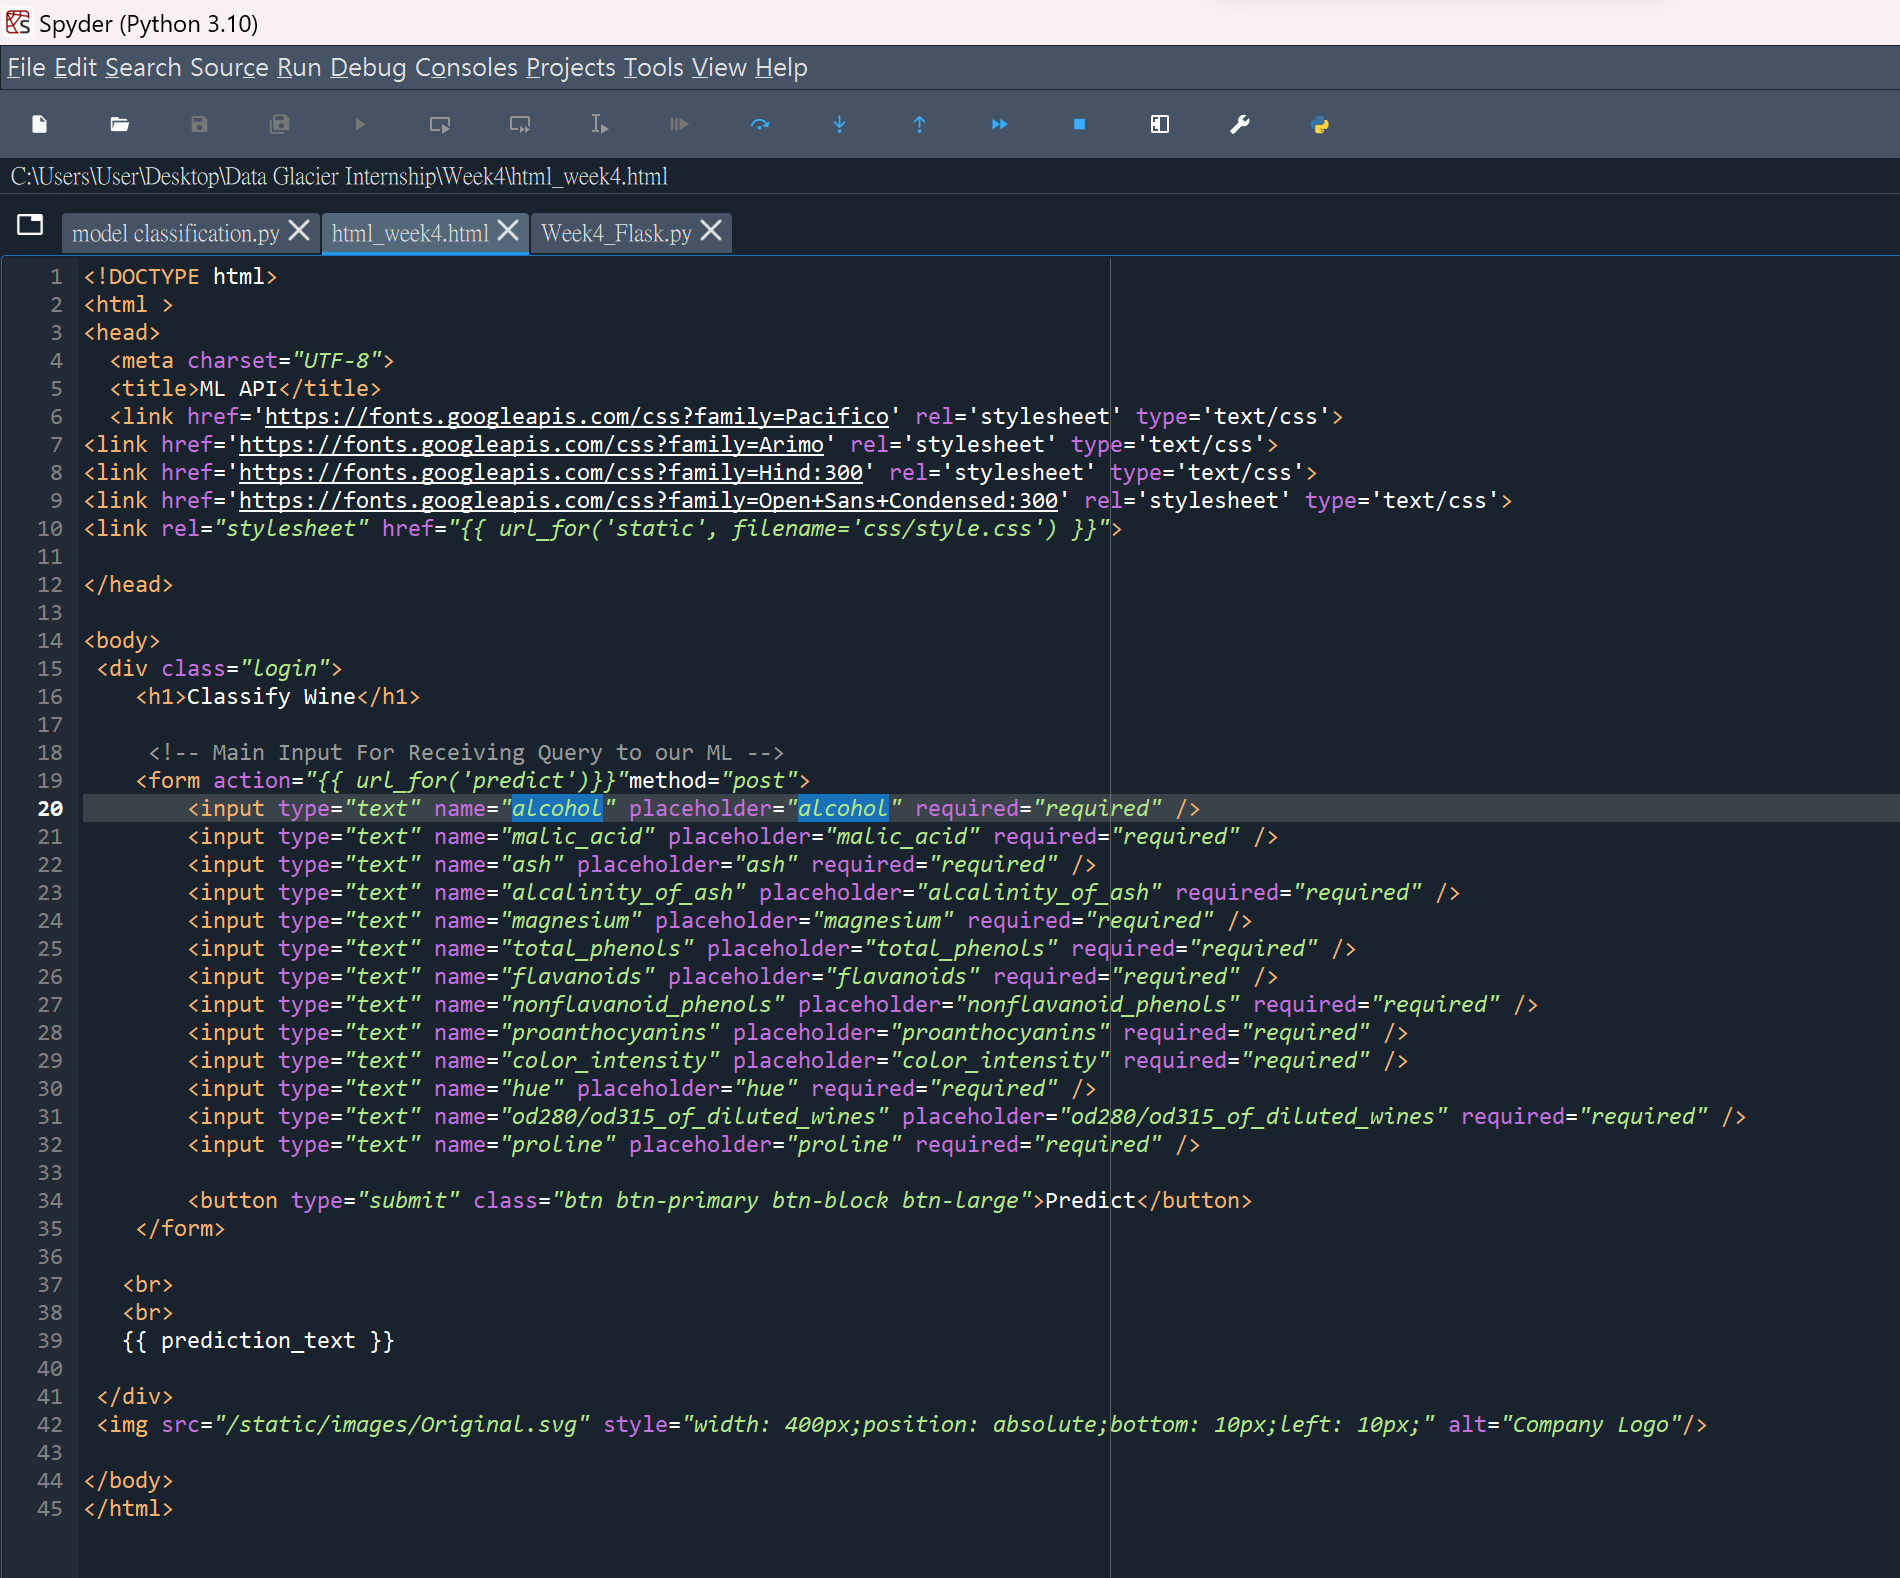 Spyder (Python 3.10)
File Edit Search Source Run Debug Consoles Projects Tools View Help
C:\Users\User\Desktop\Data Glacier Internship\Week4\html_week4.html
model classification.py html_week4.html Week4_Flask.py
1 <!DOCTYPE html>
2 <html >
3 <head>
4 <meta charset="UTF-8">
5 <title>ML API</title>
6 <link href='https://fonts.googleapis.com/css?family=Pacifico' rel='stylesheet' type='text/css'>
7 <link href='https://fonts.googleapis.com/css?family=Arimo' rel='stylesheet' type='text/css'>
8 <link href='https://fonts.googleapis.com/css?family=Hind:300' rel='stylesheet' type='text/css'>
9 <link href='https://fonts.googleapis.com/css?family=Open+Sans+Condensed:300' rel='stylesheet' type='text/css'>
10 <link rel="stylesheet" href="{{ url_for('static', filename='css/style.css') }}">
11
12 </head>
13
14 <body>
15 <div class="login">
16 <h1>Classify Wine</h1>
17
18 <!-- Main Input For Receiving Query to our ML -->
19 <form action="{{ url_for('predict')}}"method="post">
20 <input type="text" name="alcohol" placeholder="alcohol" required="required" />
21 <input type="text" name="malic_acid" placeholder="malic_acid" required="required" />
22 <input type="text" name="ash" placeholder="ash" required="required" />
23 <input type="text" name="alcalinity_of_ash" placeholder="alcalinity_of_ash" required="required" />
24 <input type="text" name="magnesium" placeholder="magnesium" required="required" />
25 <input type="text" name="total_phenols" placeholder="total_phenols" required="required" />
26 <input type="text" name="flavanoids" placeholder="flavanoids" required="required" />
27 <input type="text" name="nonflavanoid_phenols" placeholder="nonflavanoid_phenols" required="required" />
28 <input type="text" name="proanthocyanins" placeholder="proanthocyanins" required="required" />
29 <input type="text" name="color_intensity" placeholder="color_intensity" required="required" />
30 <input type="text" name="hue" placeholder="hue" required="required" />
31 <input type="text" name="od280/od315_of_diluted_wines" placeholder="od280/od315_of_diluted_wines" required="required" />
32 <input type="text" name="proline" placeholder="proline" required="required" />
33
34 <button type="submit" class="btn btn-primary btn-block btn-large">Predict</button>
35 </form>
36
37 <br>
38 <br>
39 {{ prediction_text }}
40
41 </div>
42 <img src="/static/images/Original.svg" style="width: 400px;position: absolute;bottom: 10px;left: 10px;" alt="Company Logo"/>
43
44 </body>
45 </html>